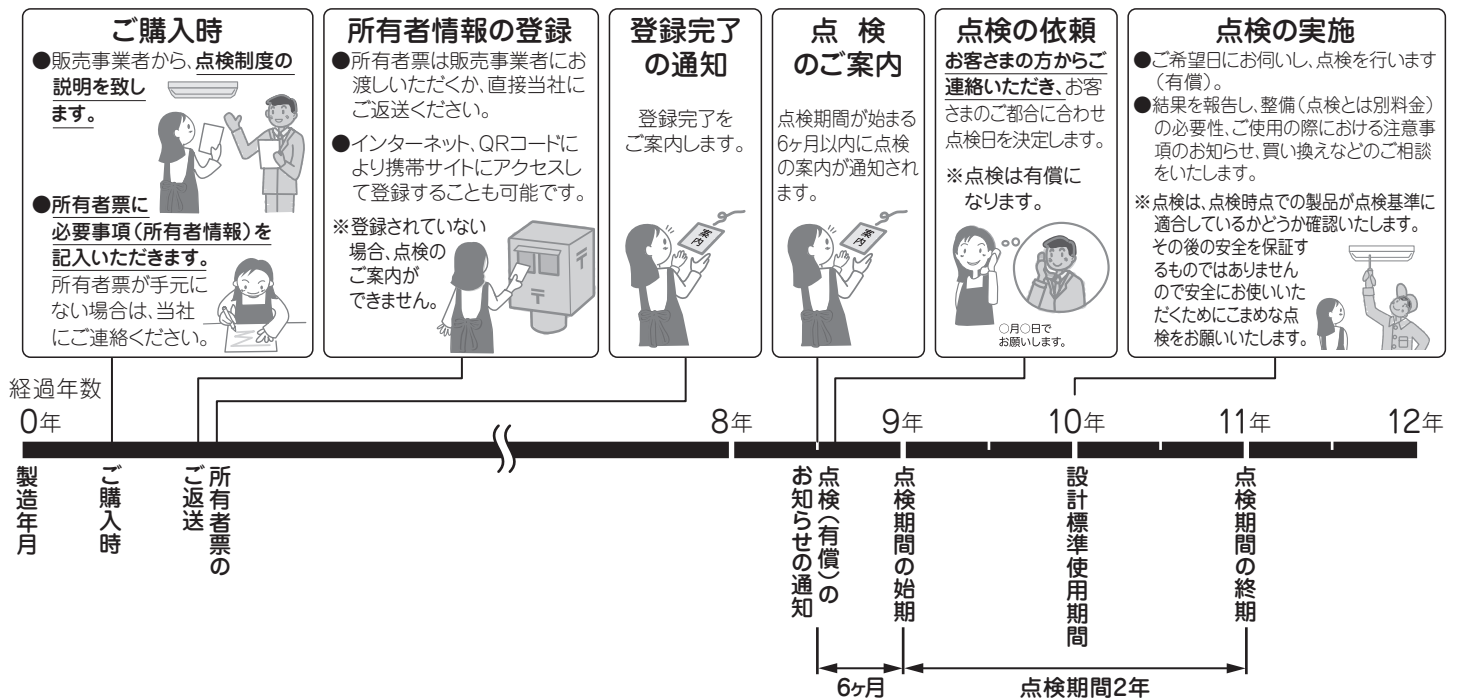 ご購入時
●販売事業者から、点検制度の
説明を致し
ます。
●所有者票に
必要事項(所有者情報)を
記入いただきます。
所有者票が手元に
ない場合は、当社
にご連絡ください。
所有者情報の登録
●所有者票は販売事業者にお
渡しいただくか、直接当社に
ご返送ください。
●インターネット、QRコードに
より携帯サイトにアクセスし
て登録することも可能です。
※登録されていない
場合、点検の
ご案内が
できません。
〒
〒
登録完了
の通知
登録完了を
ご案内します。
案内
点 検
のご案内
点検期間が始まる
6ヶ月以内に点検
の案内が通知され
ます。
案内
点検の依頼
お客さまの方からご
連絡いただき、お客
さまのご都合に合わせ
点検日を決定します。
※点検は有償に
なります。
○月○日で
お願いします。
点検の実施
●ご希望日にお伺いし、点検を行います
(有償)。
●結果を報告し、整備(点検とは別料金)
の必要性、ご使用の際における注意事
項のお知らせ、買い換えなどのご相談
をいたします。
※点検は、点検時点での製品が点検基準に
適合しているかどうか確認いたします。
その後の安全を保証す
るものではありません
ので安全にお使いいた
だくためにこまめな点
検をお願いいたします。
経過年数
0年
8年
9年
10年
11年
12年
製造年月
ご購入時
所有者票の
ご返送
点検(有償)の
お知らせの通知
点検期間の始期
設計標準使用期間
点検期間の終期
6ヶ月
点検期間2年